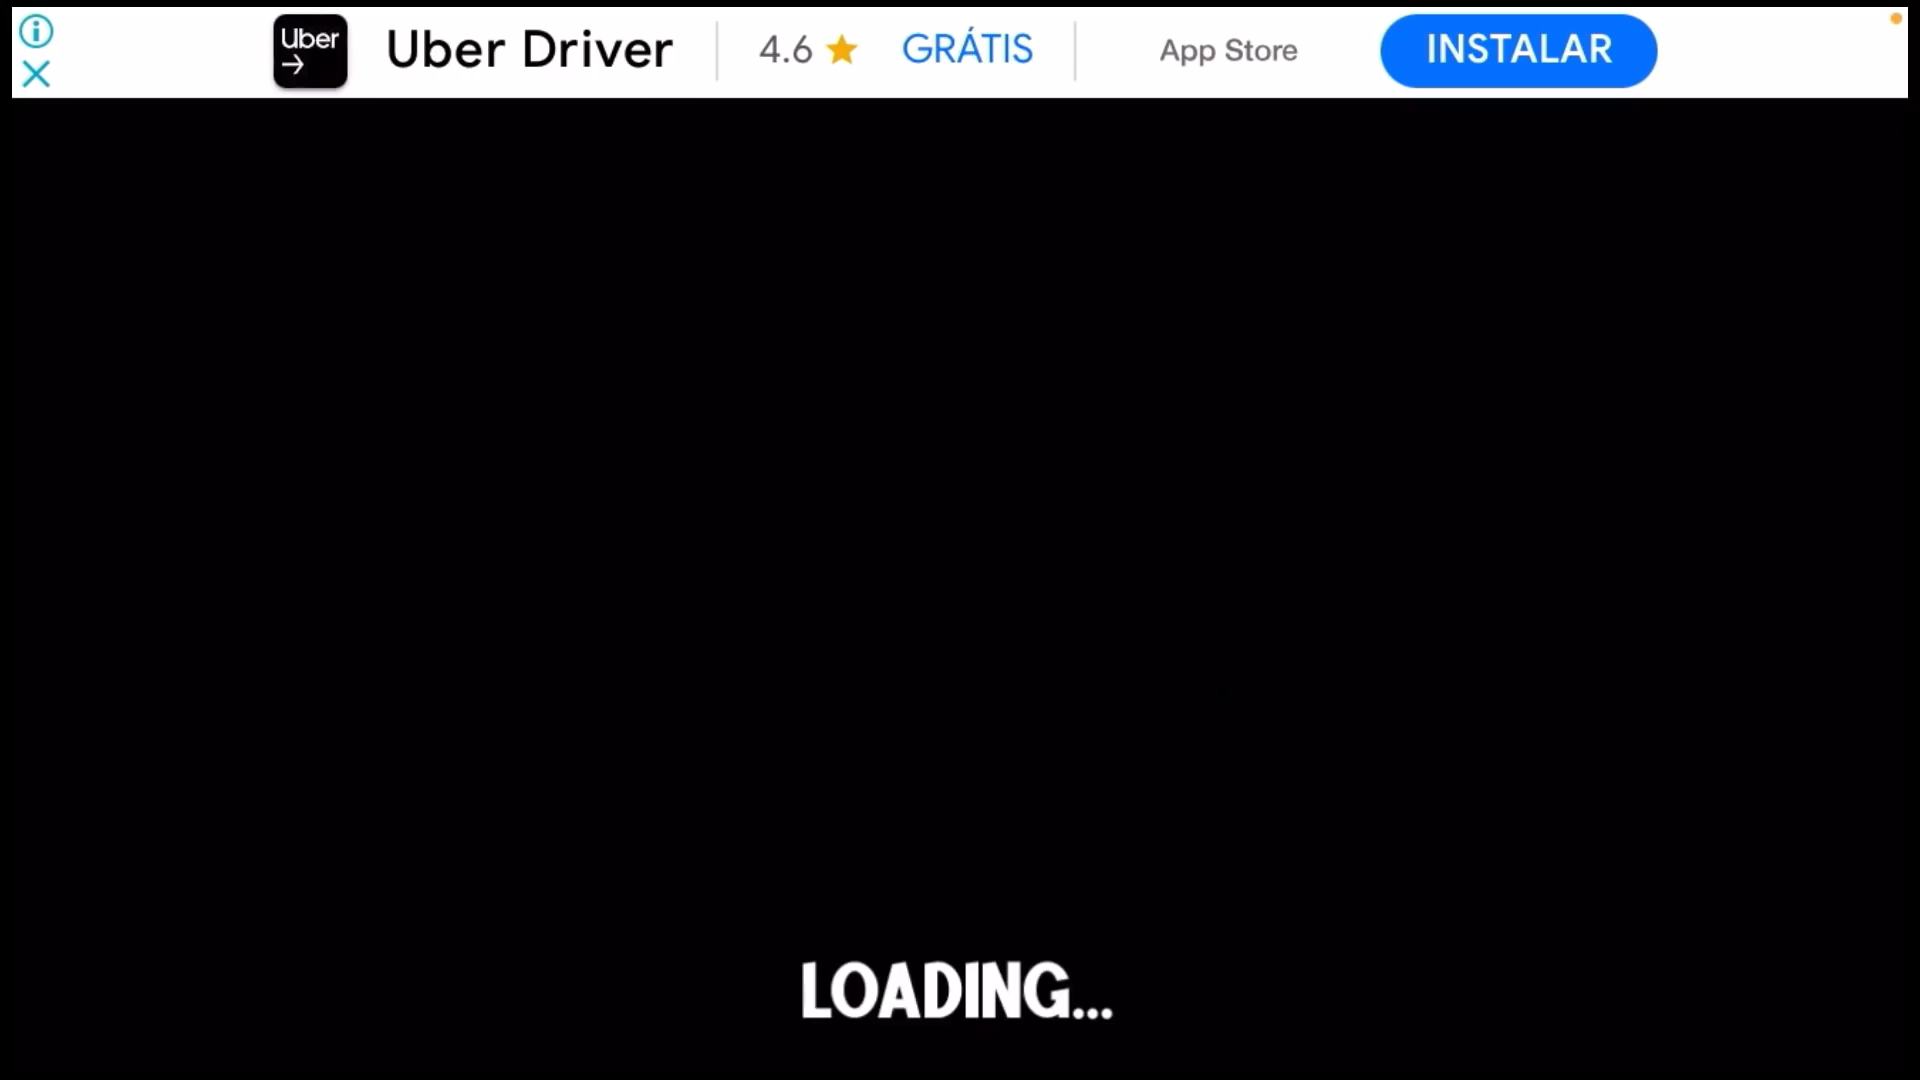 Uber
Uber Driver
4.6
GRÁTIS
App Store
INSTALAR
LOADING...